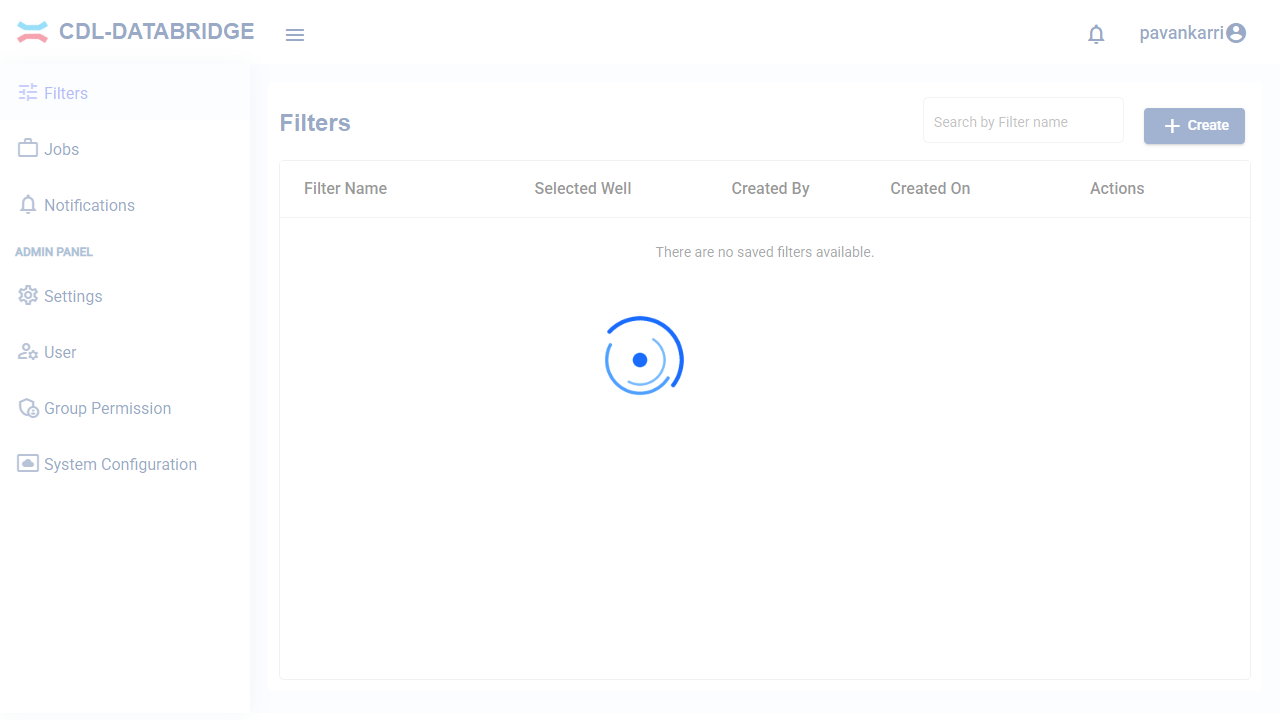 CDL-DATABRIDGE
pavankarri
Filters
Jobs
Notifications
ADMIN PANEL
Settings
User
Group Permission
System Configuration
Filters
Search by Filter name
Create
Filter Name Selected Well Created By Created On Actions
There are no saved filters available.